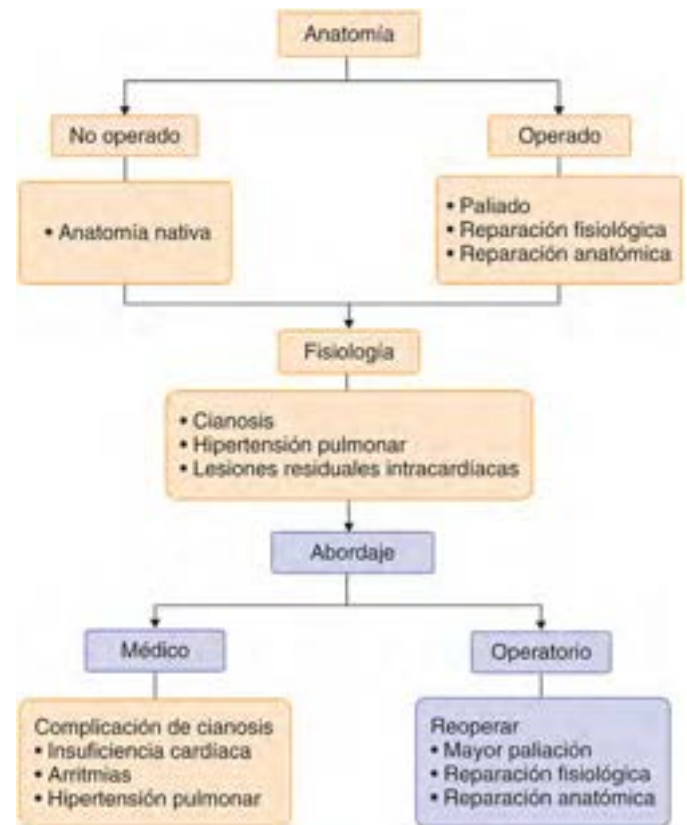 Anatomía
No operado
Operado
• Anatomía nativa
• Paliado
• Reparación fisiológica
• Reparación anatómica
Fisiología
• Cianosis
• Hipertensión pulmonar
• Lesiones residuales intracardíacas
Abordaje
Médico
Operatorio
Complicación de cianosis
• Insuficiencia cardíaca
• Arritmias
• Hipertensión pulmonar
Reoperar
• Mayor paliación
• Reparación fisiológica
• Reparación anatómica